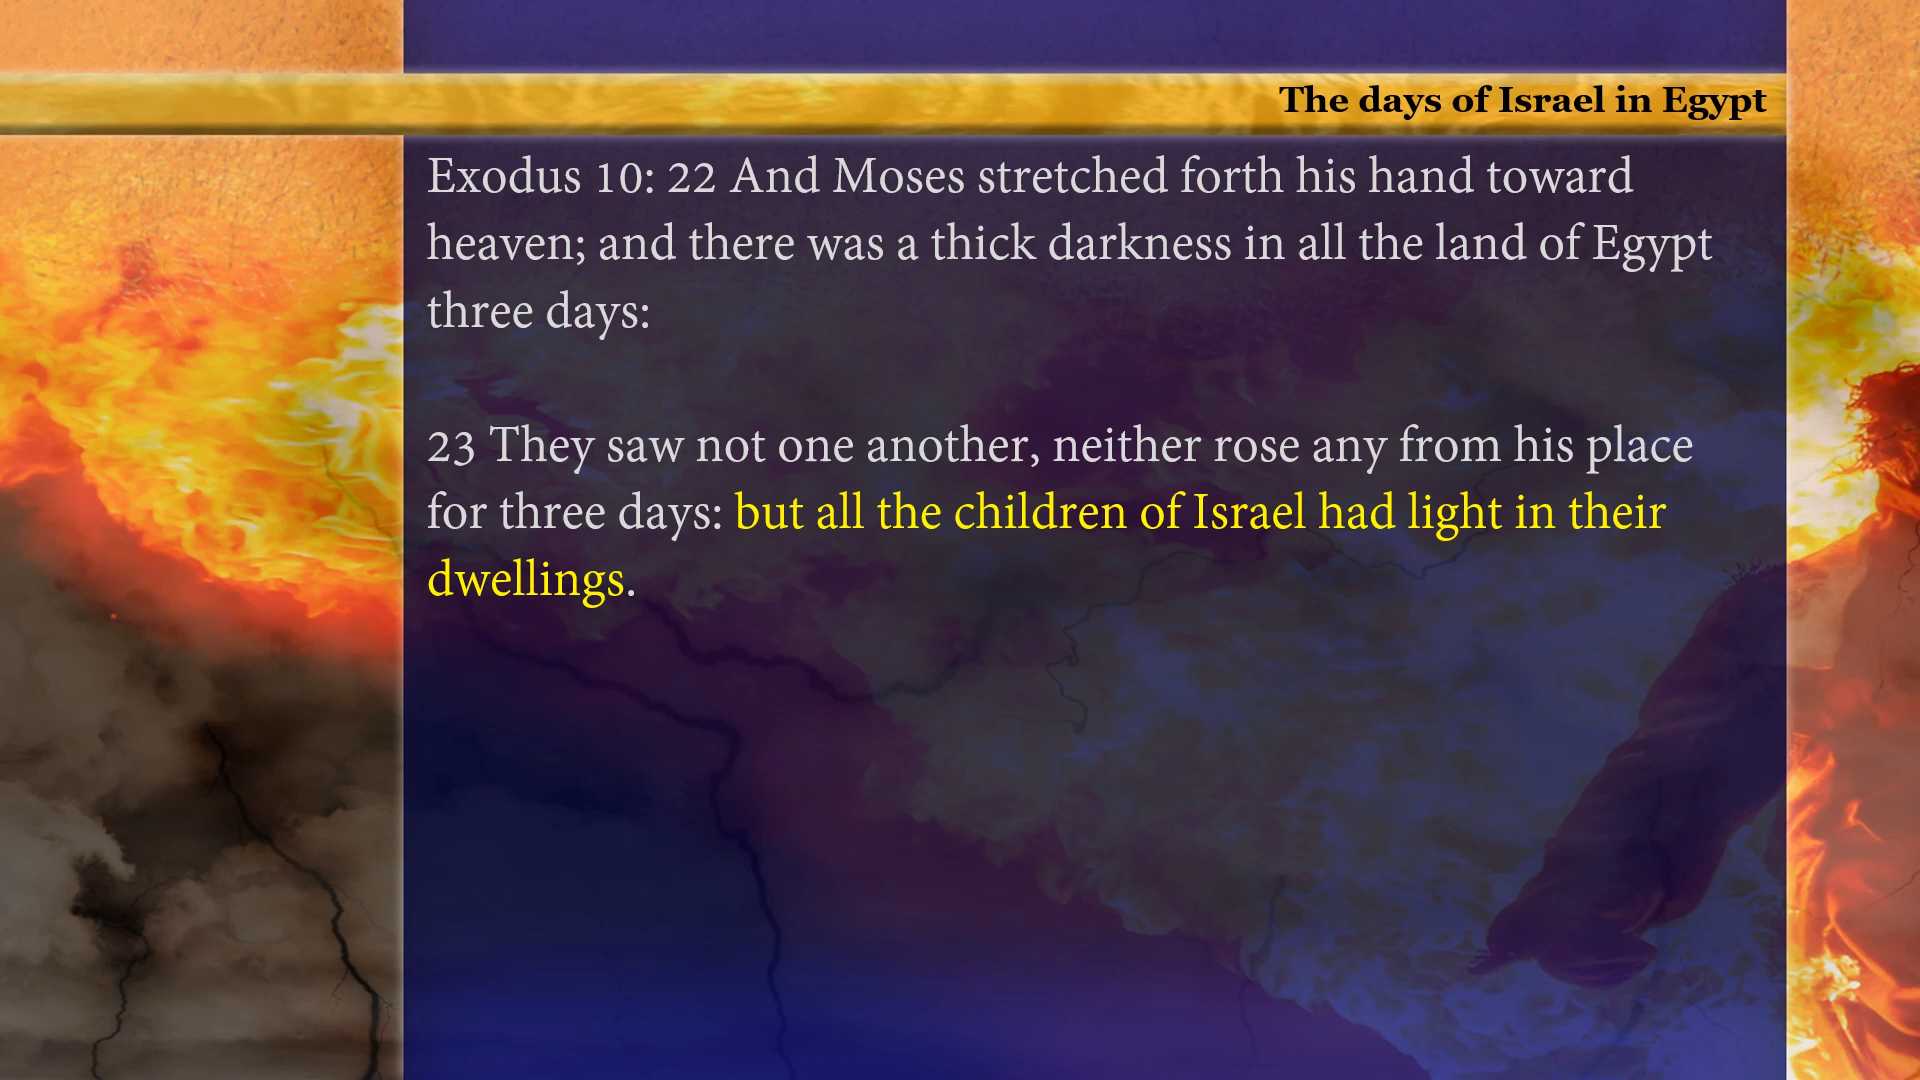 The days of Israel in Egypt
Exodus 10: 22 And Moses stretched forth his hand toward
heaven; and there was a thick darkness in all the land of Egypt
three days:
23 They saw not one another, neither rose any from his place
for three days: but all the children of Israel had light in their
dwellings.